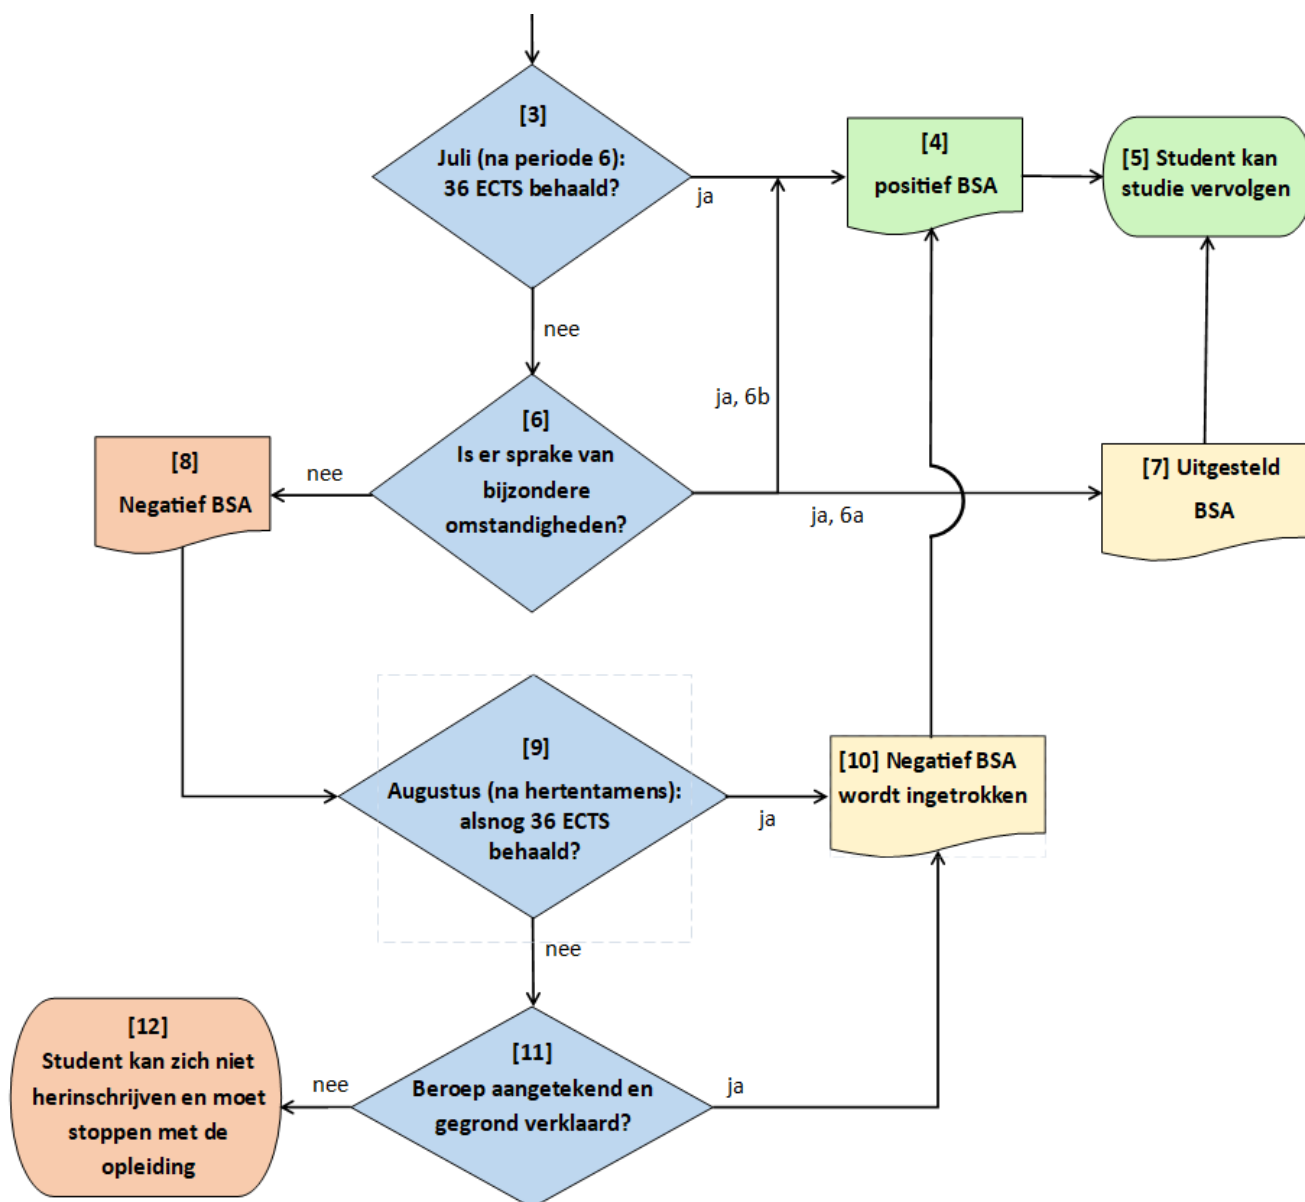 [3]
Juli (na periode 6):
36 ECTS behaald?
ja
nee
[4]
positief BSA
[5] Student kan
studie vervolgen
[6]
Is er sprake van
bijzondere
omstandigheden?
nee
ja, 6b
ja, 6a
[7] Uitgesteld
BSA
[8]
Negatief BSA
[9]
Augustus (na hertentamens):
alsnog 36 ECTS
behaald?
ja
nee
[10] Negatief BSA
wordt ingetrokken
[11]
Beroep aangetekend en
gegrond verklaard?
ja
nee
[12]
Student kan zich niet
herinschrijven en moet
stoppen met de
opleiding